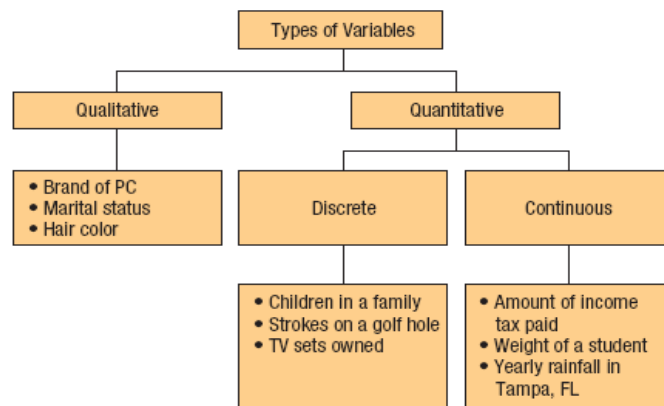 Types of Variables
Qualitative
Quantitative
• Brand of PC
• Marital status
• Hair color
Discrete
Continuous
• Children in a family
• Strokes on a golf hole
• TV sets owned
• Amount of income
tax paid
• Weight of a student
• Yearly rainfall in
Tampa, FL